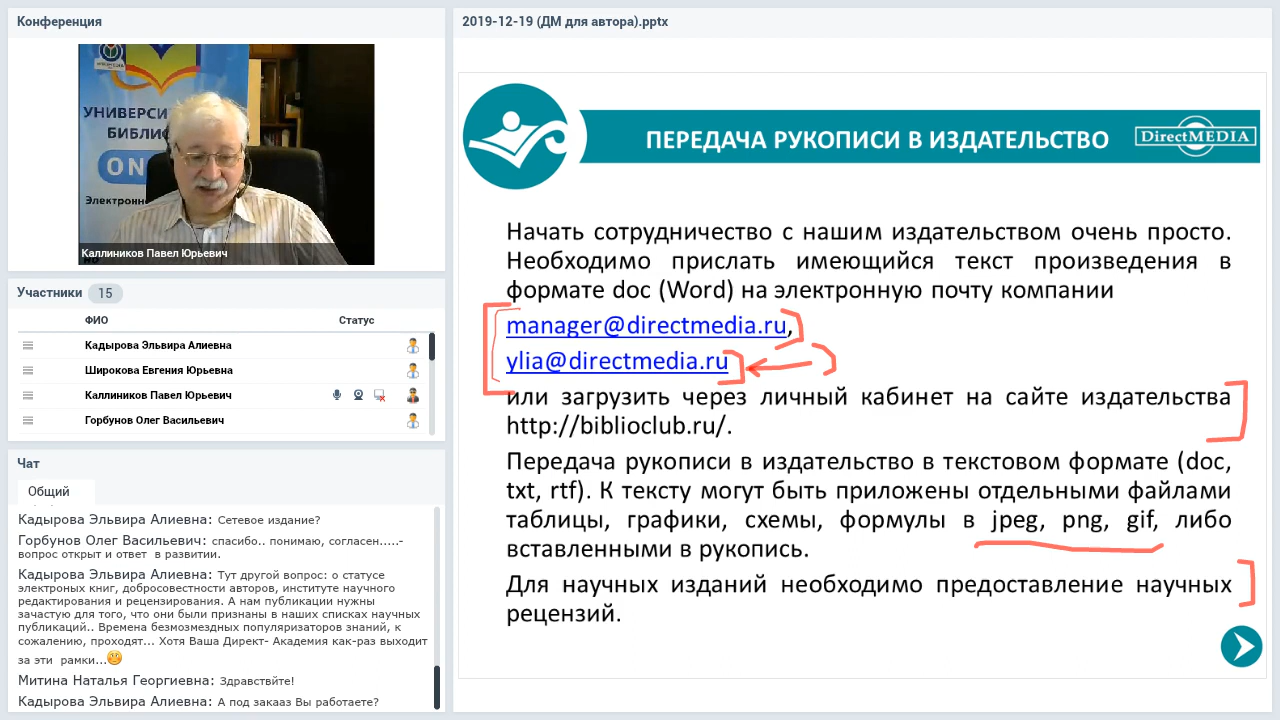 Конференция
УНИВЕРСИ
БИБЛИ
ON
Электронн
Каллиников Павел Юрьевич
Участники 15
ФИО Статус
Кадырова Эльвира Алиевна
Широкова Евгения Юрьевна
Каллиников Павел Юрьевич
Горбунов Олег Васильевич
Чат
Общий
Кадырова Эльвира Алиевна: Сетевое издание?
Горбунов Олег Васильевич: спасибо.. понимаю, согласен.....-
вопрос открыт и ответ в развитии.
Кадырова Эльвира Алиевна: Тут другой вопрос: о статусе
электроных книг, добросовестности авторов, институте научного
редактирования и рецензирования. А нам публикации нужны
зачастую для того, что они были признаны в наших списках научных
публикаций.. Времена безмозмездных популяризаторов знаний, к
сожалению, проходят... Хотя Ваша Директ- Академия как-раз выходит
за эти рамки...
Митина Наталья Георгиевна: Здравствйте!
Кадырова Эльвира Алиевна: А под закааз Вы работаете?
2019-12-19 (ДМ для автора).pptx
ПЕРЕДАЧА РУКОПИСИ В ИЗДАТЕЛЬСТВО
DirectMEDIA
Начать сотрудничество с нашим издательством очень просто.
Необходимо прислать имеющийся текст произведения в
формате doc (Word) на электронную почту компании
manager@directmedia.ru,
ylia@directmedia.ru
или загрузить через личный кабинет на сайте издательства
http://biblioclub.ru/.
Передача рукописи в издательство в текстовом формате (doc,
txt, rtf). К тексту могут быть приложены отдельными файлами
таблицы, графики, схемы, формулы в jpeg, png, gif, либо
вставленными в рукопись.
Для научных изданий необходимо предоставление научных
рецензий.